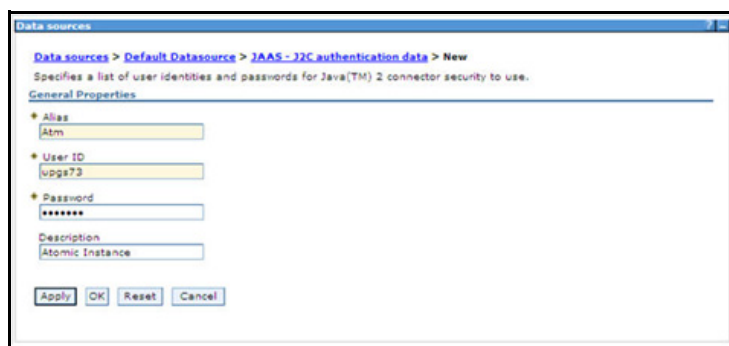 Data sources
? –
Data sources > Default Datasource > JAAS - J2C authentication data > New
Specifies a list of user identities and passwords for Java(TM) 2 connector security to use.
General Properties
* Alias
Atm
* User ID
upgs73
* Password
•••••••
Description
Atomic Instance
Apply OK Reset Cancel